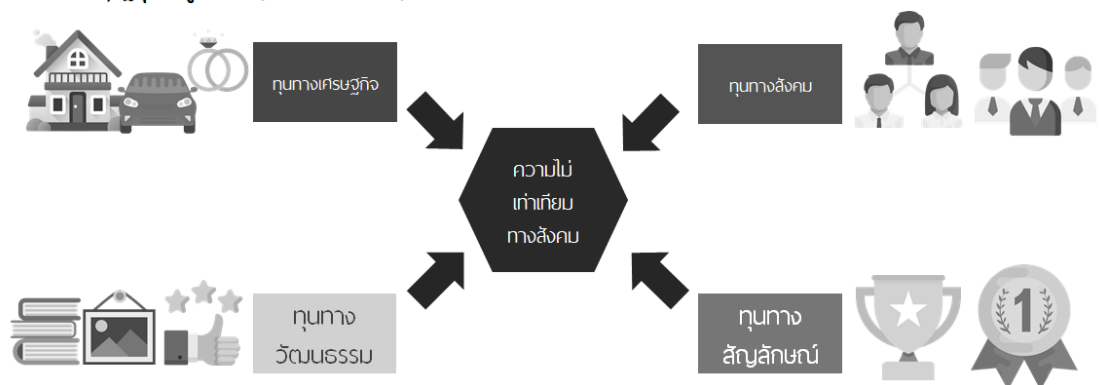 ทุนทางเศรษฐกิจ
ทุนทางสังคม
ความไม่
เท่าเทียม
ทางสังคม
ทุนทาง
วัฒนธรรม
ทุนทาง
สัญลักษณ์
1